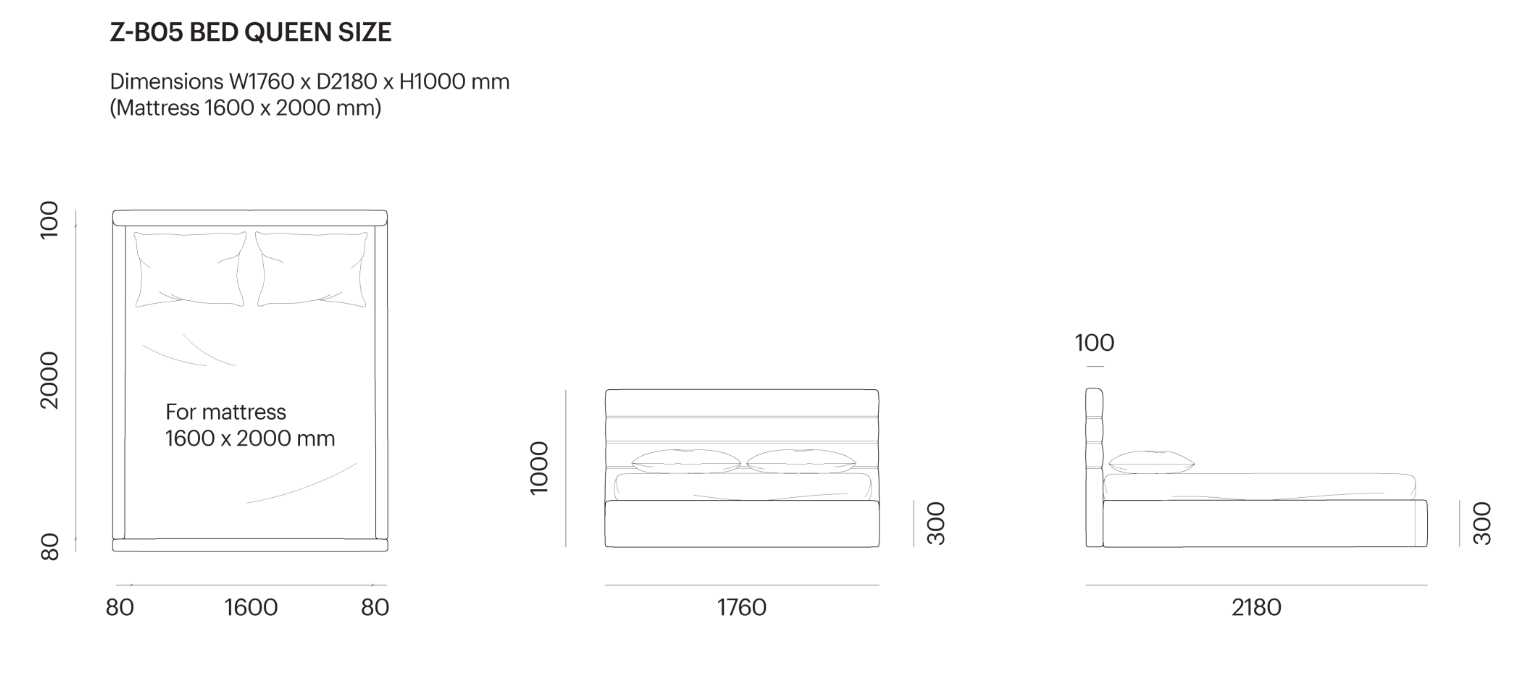 Z-B05 BED QUEEN SIZE
Dimensions W1760 x D2180 x H1000 mm
(Mattress 1600 x 2000 mm)
100
2000
80
For mattress
1600 x 2000 mm
80 1600 80
1000
300
1760
100
300
2180